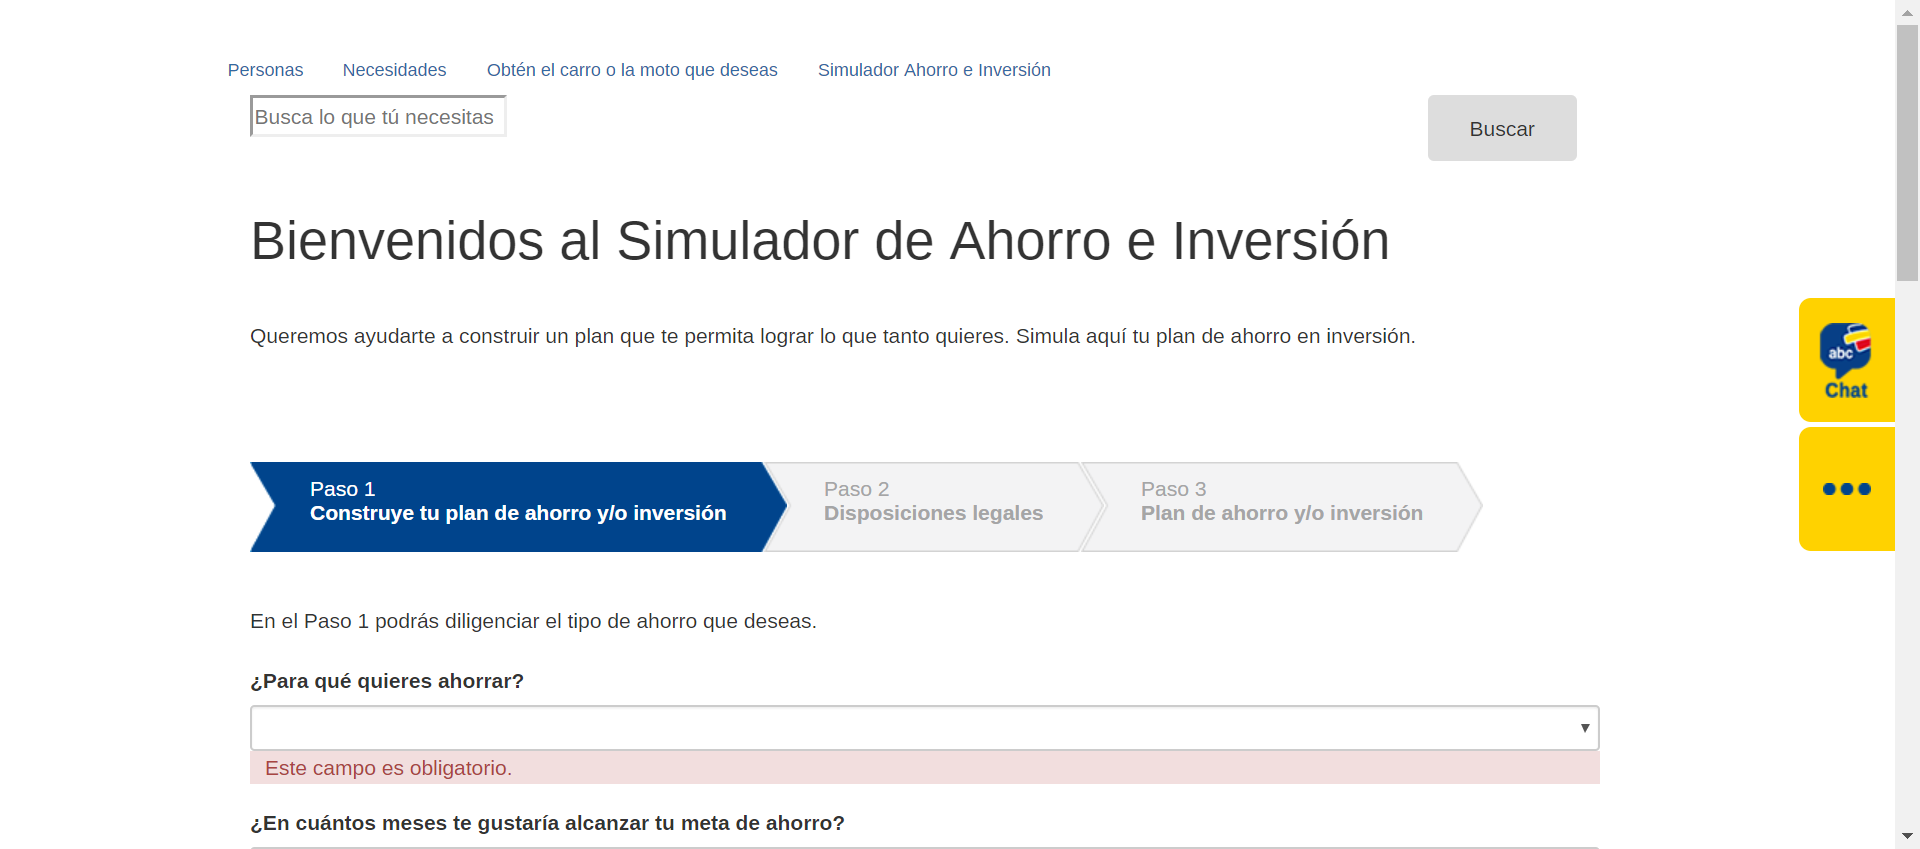 Personas Necesidades Obtén el carro o la moto que deseas Simulador Ahorro e Inversión
Busca lo que tú necesitas
Buscar
Bienvenidos al Simulador de Ahorro e Inversión
Queremos ayudarte a construir un plan que te permita lograr lo que tanto quieres. Simula aquí tu plan de ahorro en inversión.
abc
Chat
Paso 1
Construye tu plan de ahorro y/o inversión
Paso 2
Disposiciones legales
Paso 3
Plan de ahorro y/o inversión
En el Paso 1 podrás diligenciar el tipo de ahorro que deseas.
¿Para qué quieres ahorrar?
Este campo es obligatorio.
¿En cuántos meses te gustaría alcanzar tu meta de ahorro?